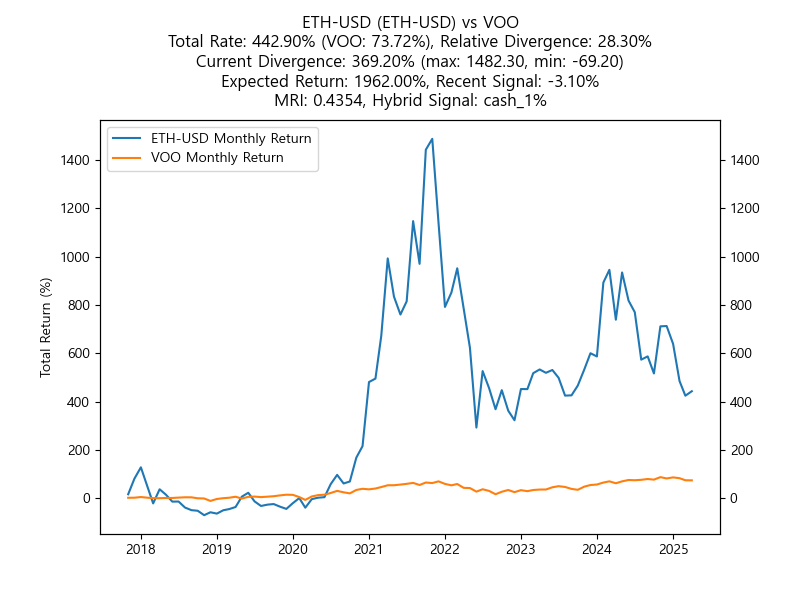 ETH-USD (ETH-USD) vs VOO
Total Rate: 442.90% (VOO: 73.72%), Relative Divergence: 28.30%
Current Divergence: 369.20% (max: 1482.30, min: -69.20)
Expected Return: 1962.00%, Recent Signal: -3.10%
MRI: 0.4354, Hybrid Signal: cash_1%
ETH-USD Monthly Return
VOO Monthly Return
Total Return (%)
1400 1400
1200 1200
1000 1000
800 800
600 600
400 400
200 200
0 0
2018 2019 2020 2021 2022 2023 2024 2025